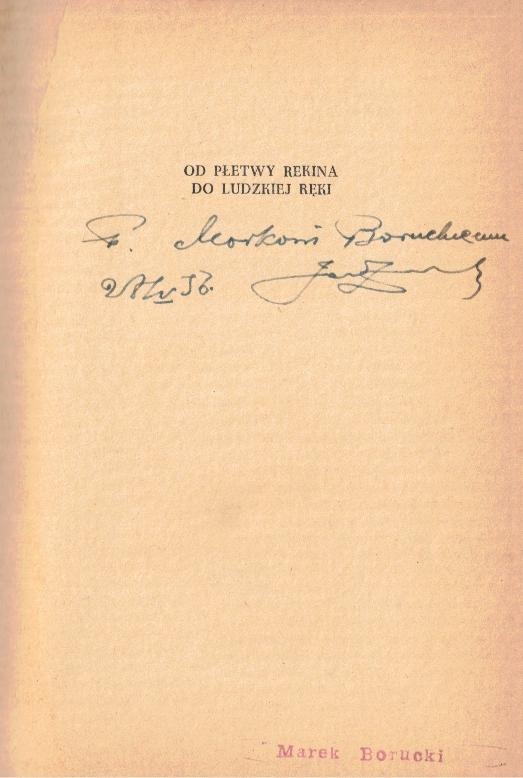 OD PŁETWY REKINA
DO LUDZKIEJ RĘKI
P. Markowi Boruckiemu
Marek Borucki